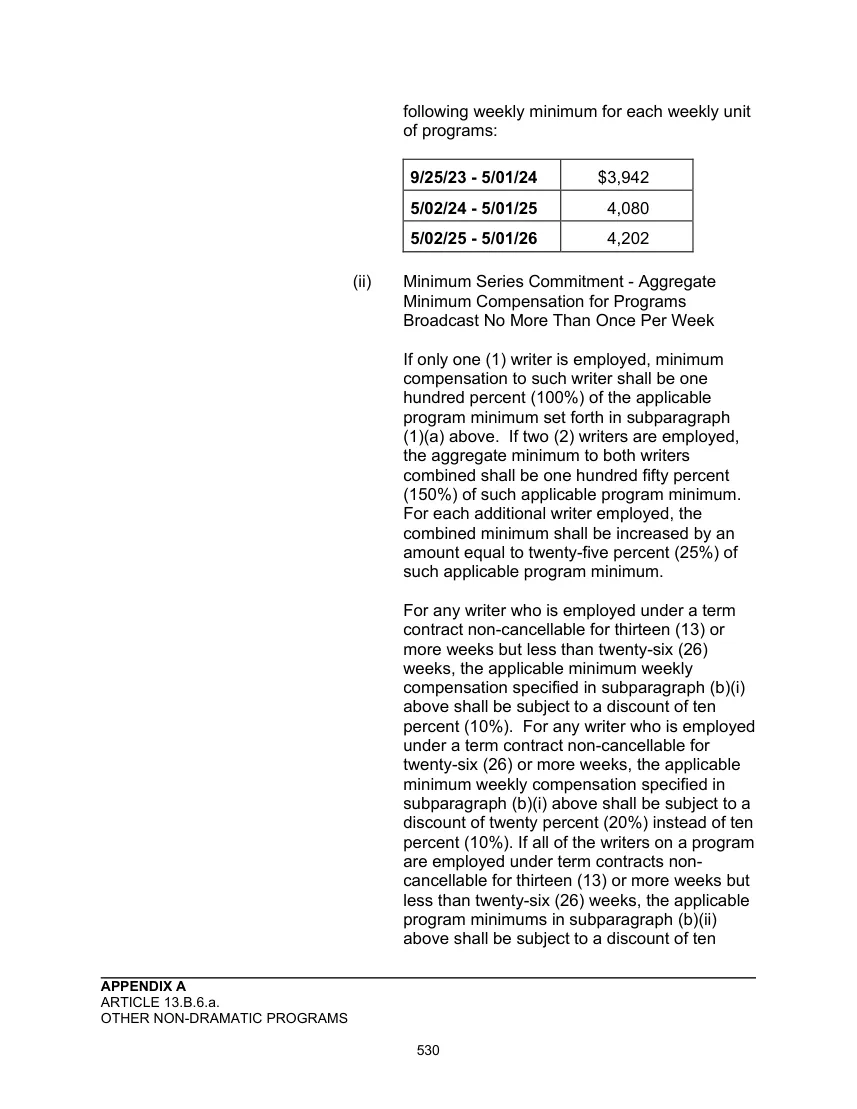 following weekly minimum for each weekly unit
of programs:
9/25/23 - 5/01/24 $3,942
5/02/24 - 5/01/25 4,080
5/02/25 - 5/01/26 4,202
(ii) Minimum Series Commitment - Aggregate
Minimum Compensation for Programs
Broadcast No More Than Once Per Week
If only one (1) writer is employed, minimum
compensation to such writer shall be one
hundred percent (100%) of the applicable
program minimum set forth in subparagraph
(1)(a) above.  If two (2) writers are employed,
the aggregate minimum to both writers
combined shall be one hundred fifty percent
(150%) of such applicable program minimum.
For each additional writer employed, the
combined minimum shall be increased by an
amount equal to twenty-five percent (25%) of
such applicable program minimum.
For any writer who is employed under a term
contract non-cancellable for thirteen (13) or
more weeks but less than twenty-six (26)
weeks, the applicable minimum weekly
compensation specified in subparagraph (b)(i)
above shall be subject to a discount of ten
percent (10%).  For any writer who is employed
under a term contract non-cancellable for
twenty-six (26) or more weeks, the applicable
minimum weekly compensation specified in
subparagraph (b)(i) above shall be subject to a
discount of twenty percent (20%) instead of ten
percent (10%). If all of the writers on a program
are employed under term contracts non-
cancellable for thirteen (13) or more weeks but
less than twenty-six (26) weeks, the applicable
program minimums in subparagraph (b)(ii)
above shall be subject to a discount of ten
APPENDIX A
ARTICLE 13.B.6.a.
OTHER NON-DRAMATIC PROGRAMS
530